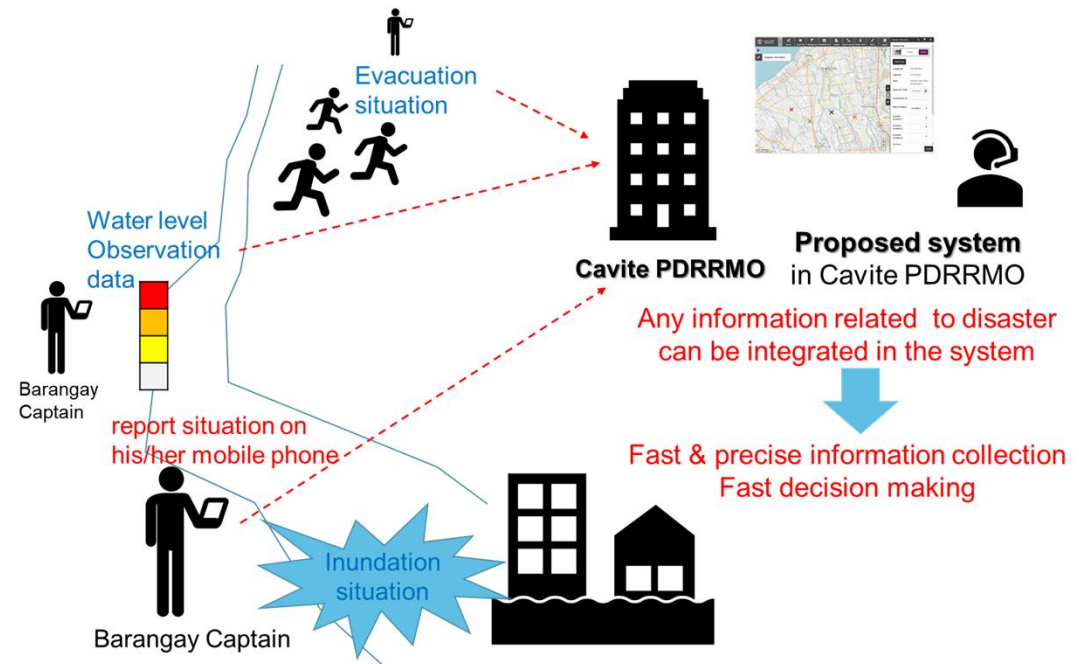 Evacuation
situation
Water level
Observation
data
Barangay
Captain
report situation on
his/her mobile phone
Barangay Captain
Inundation
situation
Cavite PDRRMO
Proposed system
in Cavite PDRRMO
Any information related to disaster
can be integrated in the system
Fast & precise information collection
Fast decision making